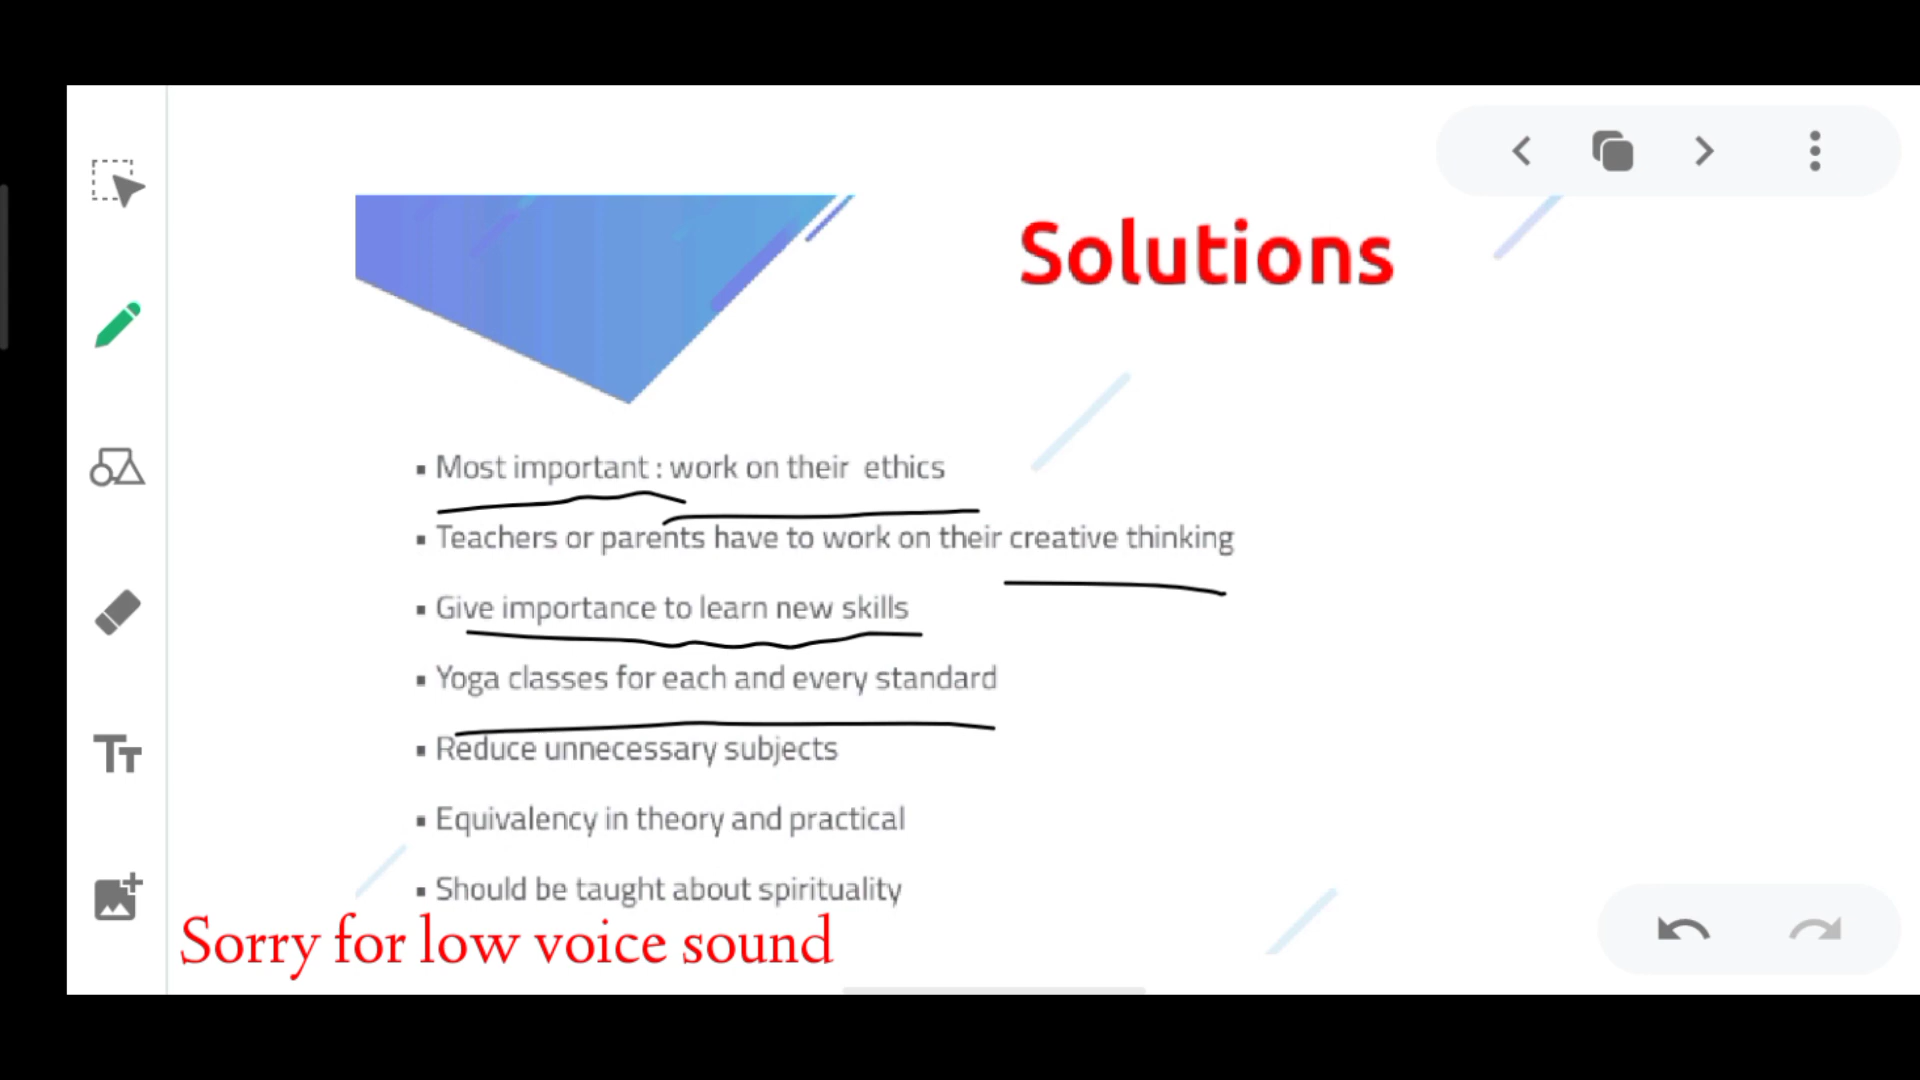 Solutions
▪ Most important : work on their ethics
▪ Teachers or parents have to work on their creative thinking
▪ Give importance to learn new skills
▪ Yoga classes for each and every standard
▪ Reduce unnecessary subjects
▪ Equivalency in theory and practical
▪ Should be taught about spirituality
Sorry for low voice sound